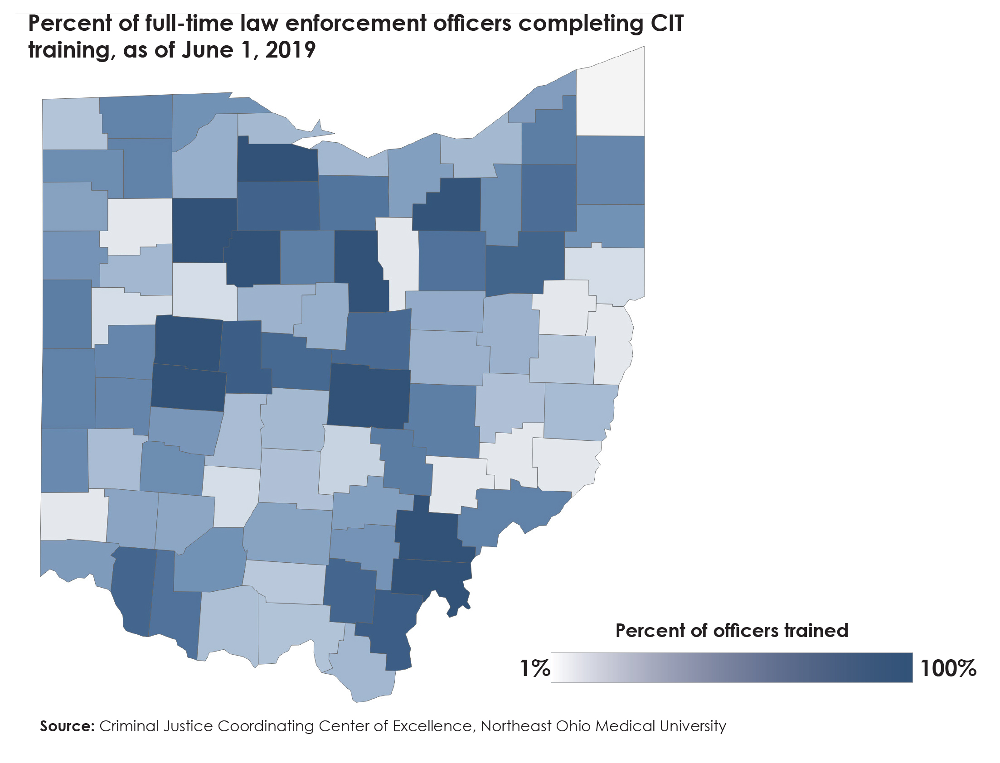 Percent of full-time law enforcement officers completing CIT
training, as of June 1, 2019
Percent of officers trained
1%
100%
Source: Criminal Justice Coordinating Center of Excellence, Northeast Ohio Medical University